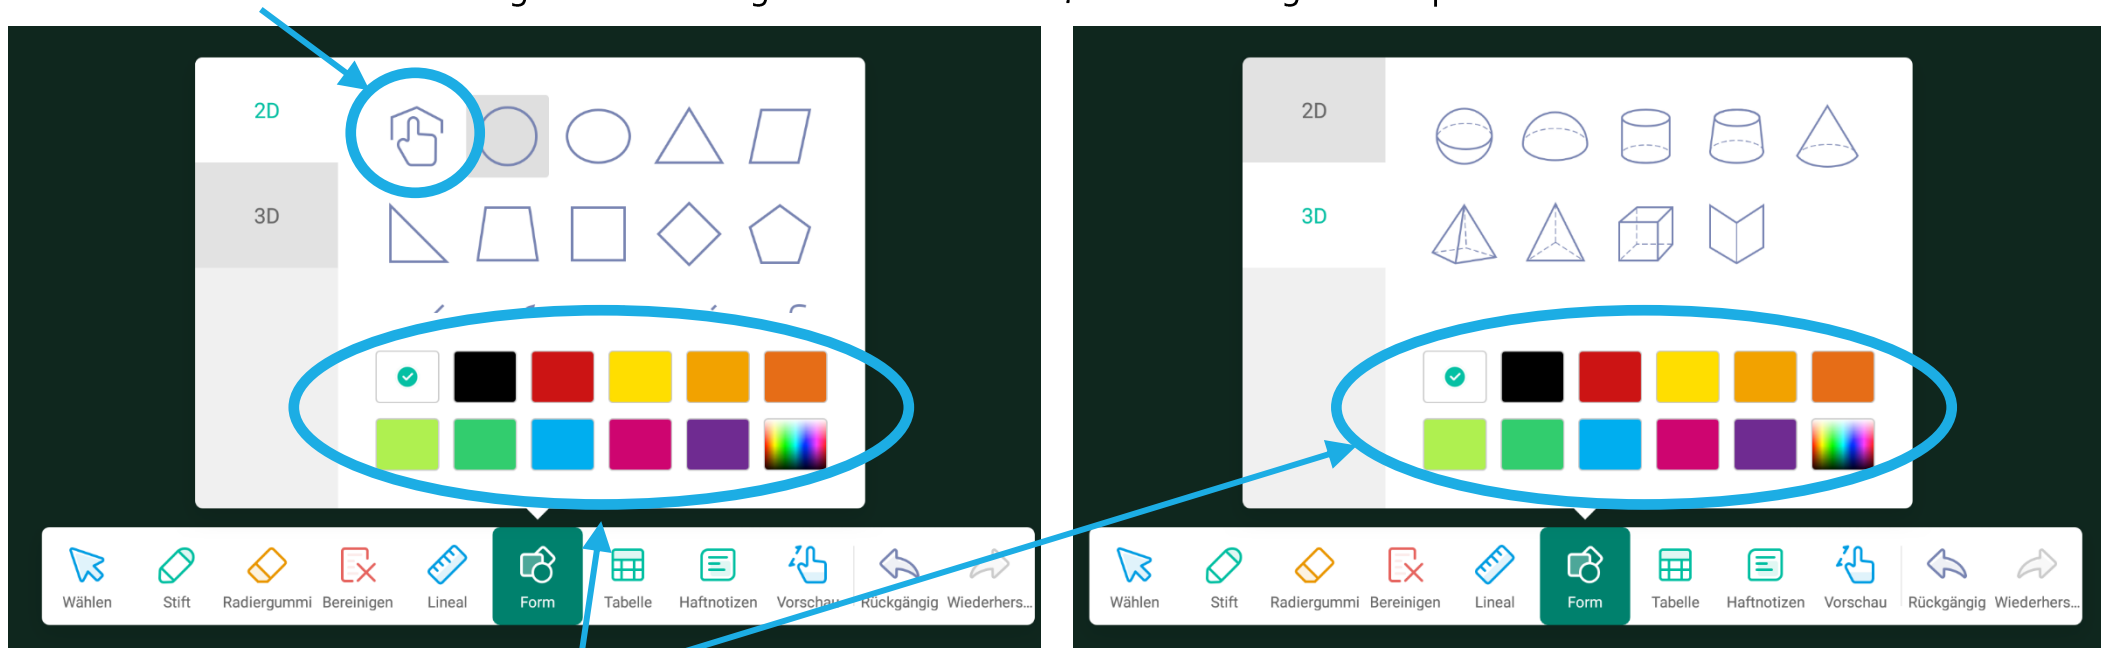 2D
3D
Wählen Stift Radiergummi Bereinigen Lineal Form Tabelle Haftnotizen Vorschau Rückgängig Wiederhers...
2D
3D
Wählen Stift Radiergummi Bereinigen Lineal Form Tabelle Haftnotizen Vorschau Rückgängig Wiederhers...